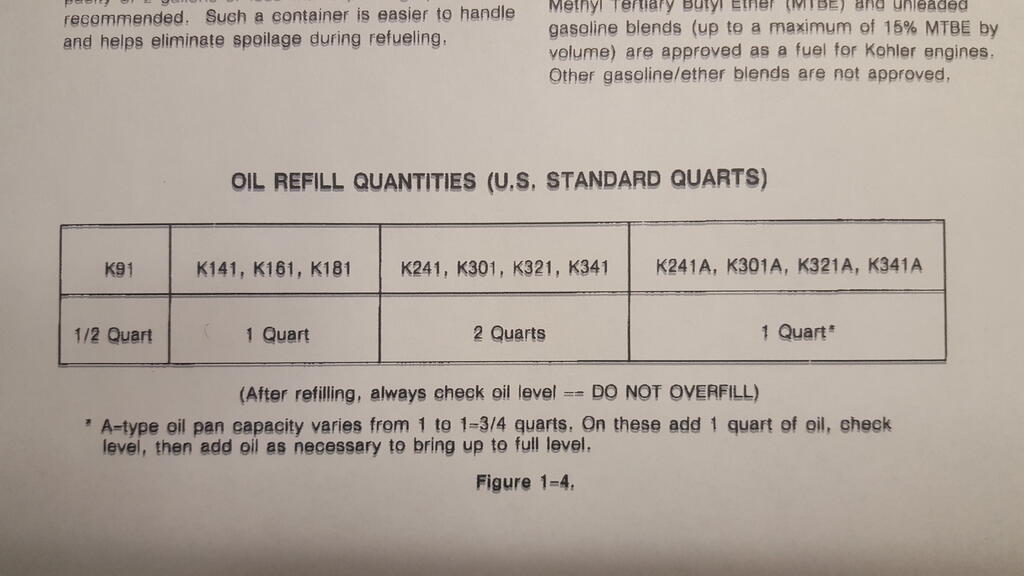 recommended. Such a container is easier to handle
and helps eliminate spoilage during refueling.
Methyl Tertiary Butyl Ether (MTBE) and unleaded
gasoline blends (up to a maximum of 15% MTBE by
volume) are approved as a fuel for Kohler engines.
Other gasoline/ether blends are not approved.
OIL REFILL QUANTITIES (U.S. STANDARD QUARTS)
K91 K141, K161, K181 K241, K301, K321, K341 K241A, K301A, K321A, K341A
1/2 Quart 1 Quart 2 Quarts 1 Quart*
(After refilling, always check oil level -- DO NOT OVERFILL)
* A-type oil pan capacity varies from 1 to 1-3/4 quarts. On these add 1 quart of oil, check
level, then add oil as necessary to bring up to full level.
Figure 1-4.